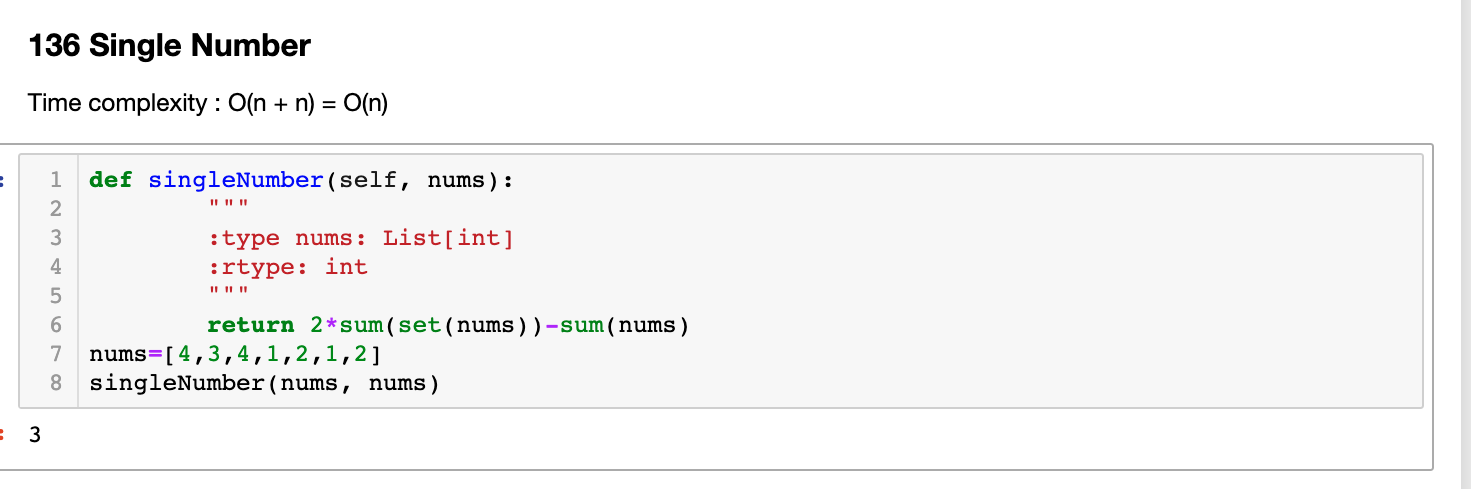 136 Single Number
Time complexity : O(n + n) = O(n)
1 def singleNumber(self, nums):
2 """
3 :type nums: List[int]
4 :rtype: int
5 """
6 return 2*sum(set(nums))-sum(nums)
7 nums=[4,3,4,1,2,1,2]
8 singleNumber(nums, nums)
3